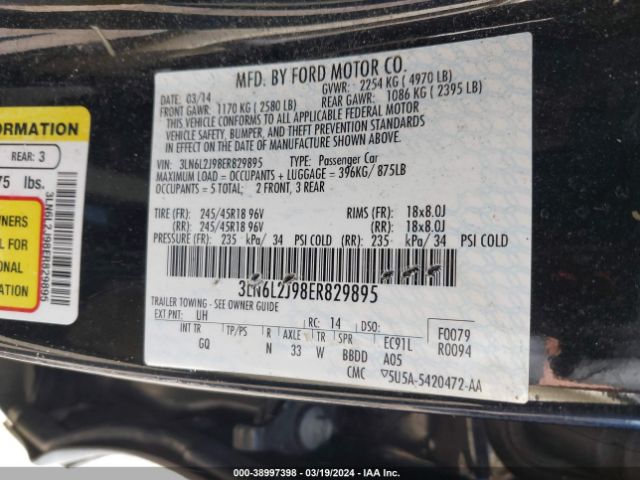 MFD. BY FORD MOTOR CO.
03/14
GVWR: 2254 KG ( 4970 LB)
FRONT GAWR: 1170 KG ( 2580 LB)
REAR GAWR: 1086 KG ( 2395 LB)
THIS VEHICLE CONFORMS TO ALL APPLICABLE FEDERAL MOTOR
VEHICLE SAFETY, BUMPER, AND THEFT PREVENTION STANDARDS
IN EFFECT ON THE DATE OF MANUFACTURE SHOWN ABOVE.
VIN: 3LN6L2J98ER829895 TYPE: Passenger Car
MAXIMUM LOAD = OCCUPANTS + LUGGAGE = 396KG/ 875LB
OCCUPANTS = 5 TOTAL; 2 FRONT, 3 REAR
TIRE (FR): 245/45R18 96V RIMS (FR): 18x8.0J
(RR): 245/45R18 96V (RR): 18x8.0J
PRESSURE (FR): 235 kPa/ 34 PSI COLD (RR): 235 kPa/ 34 PSI COLD
3LN6L2J98ER829895
TRAILER TOWING - SEE OWNER GUIDE
EXT PNT: UH RC: 14 DSO:
INT TR TP/PS R AXLE TR SPR EC91L F0079
GQ N 33 W BBDD A05 R0094
CMC 5U5A-5420472-AA
ORMATION
REAR: 3
75 lbs.
3LN6L2J98ER829895
WNERS
L FOR
ONAL
ON
000-38997398 - 03/19/2024 - IAAI.COM